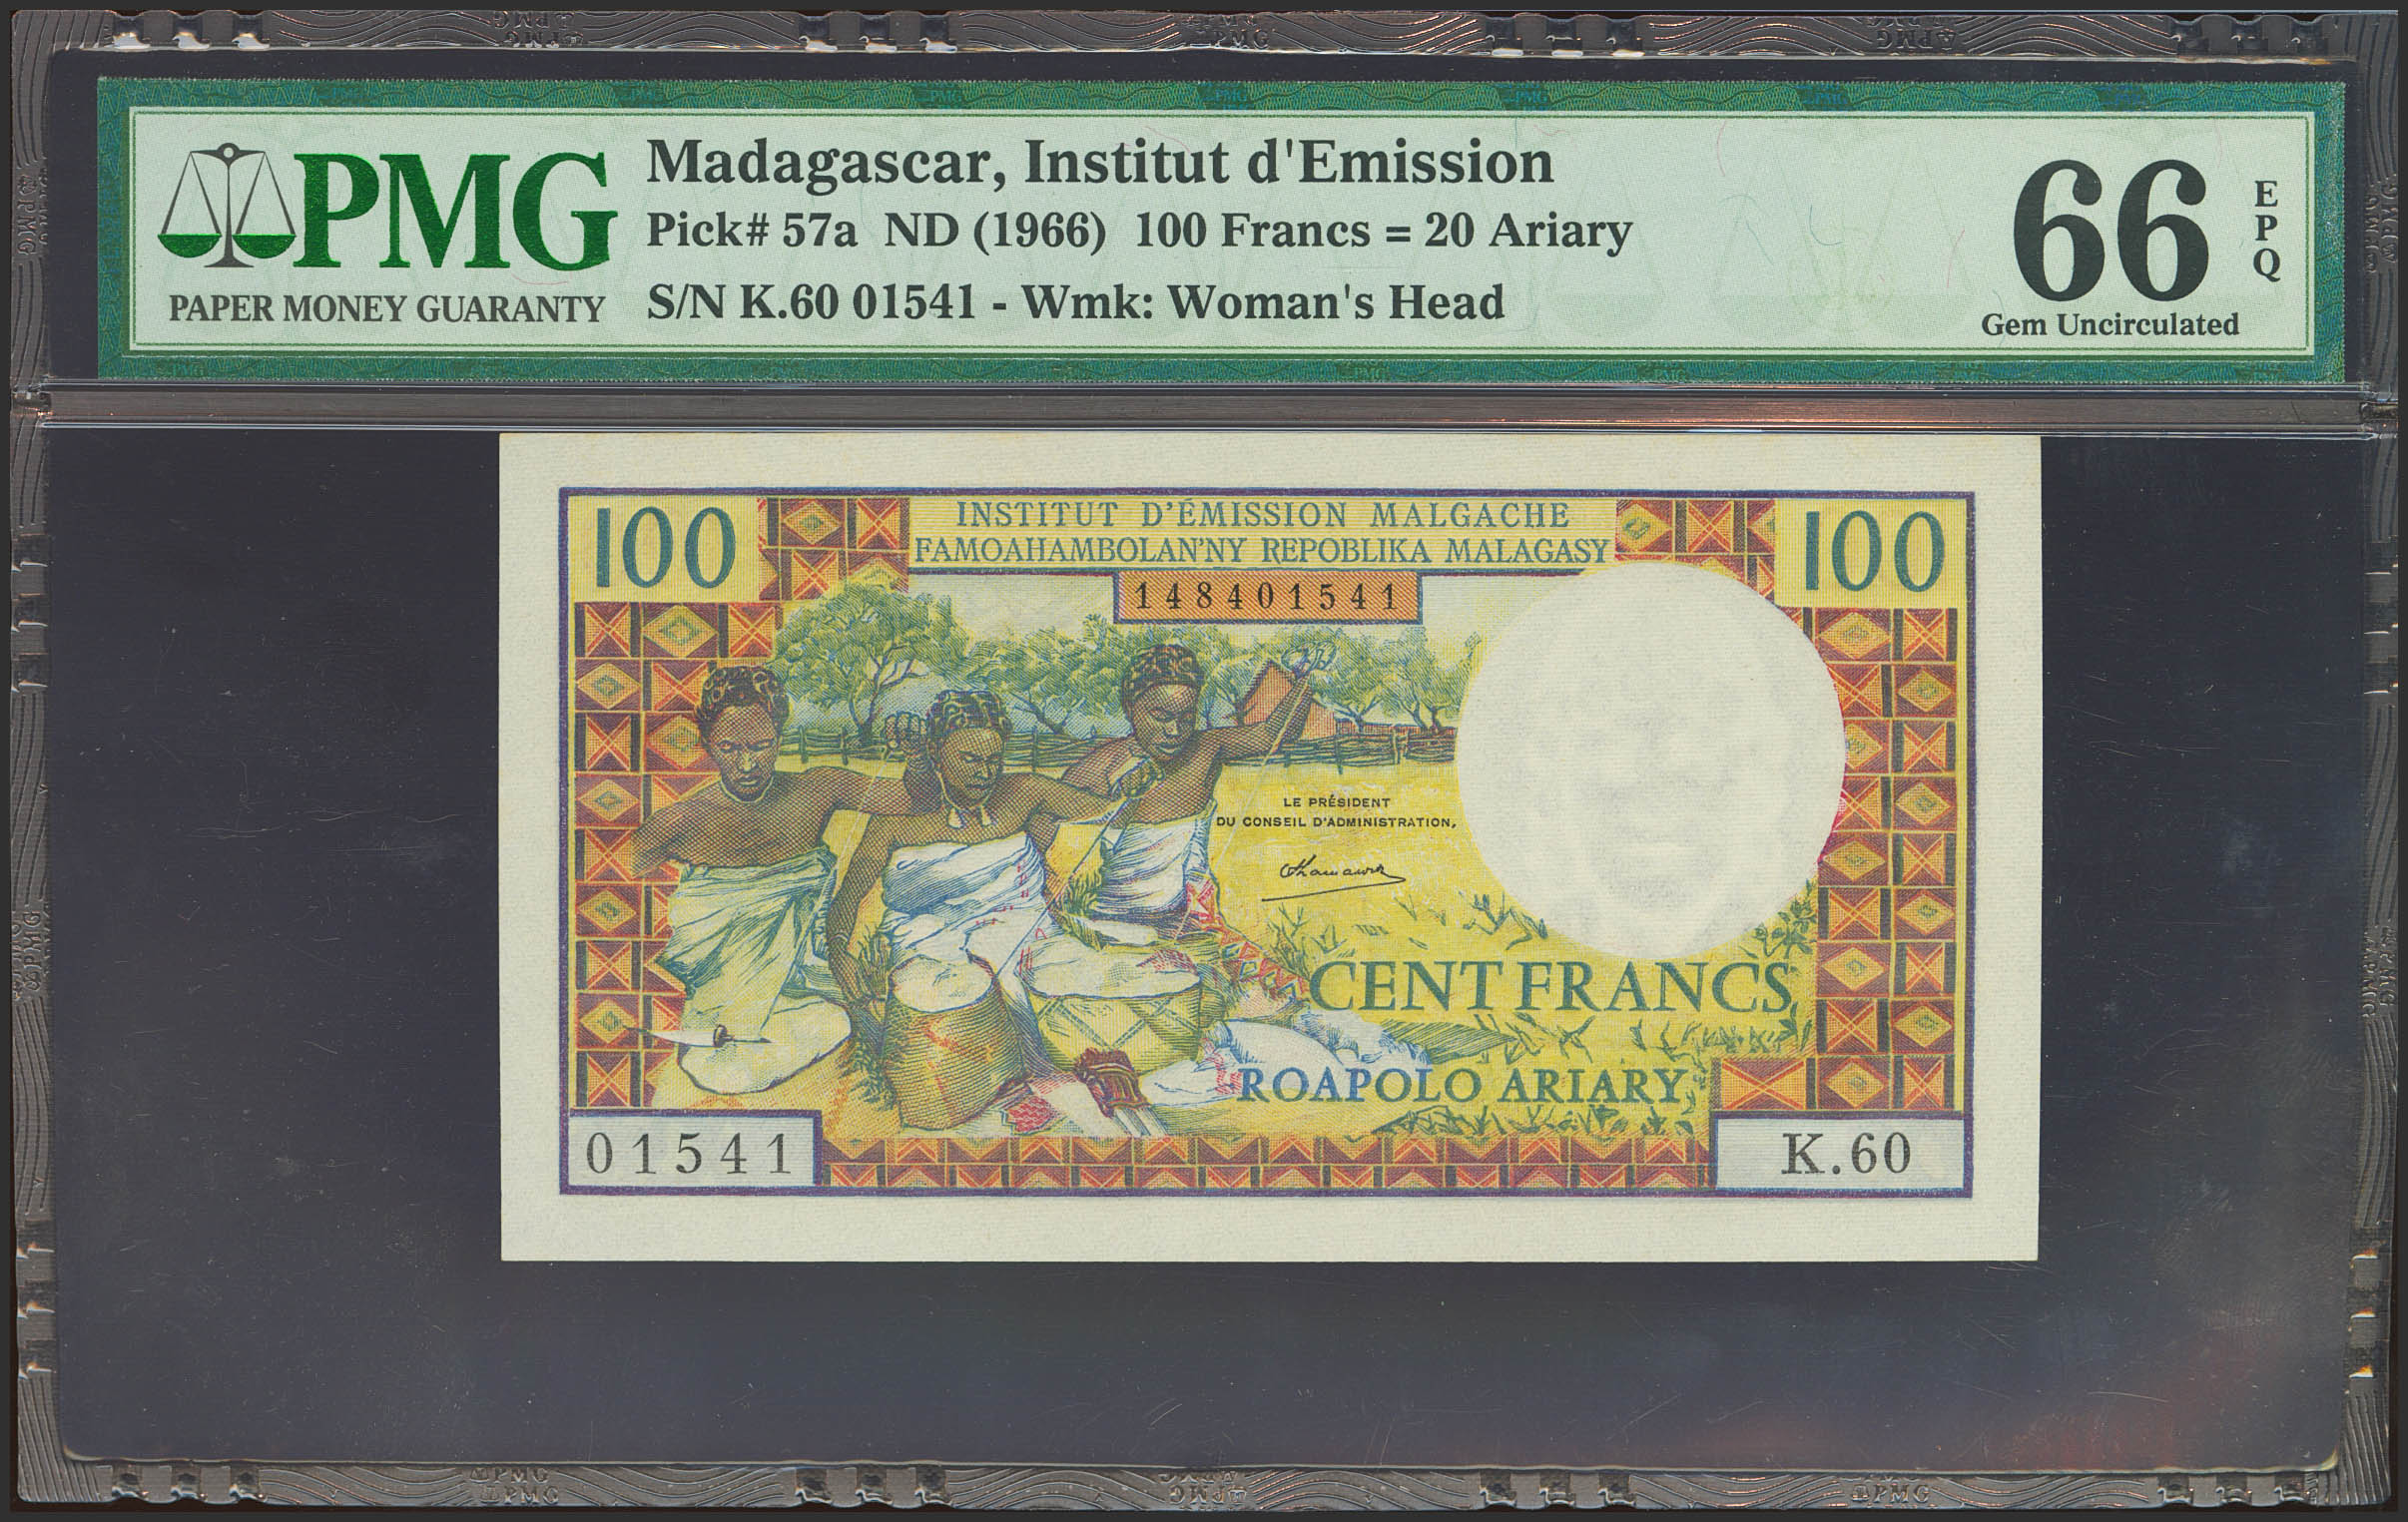 PMG
PAPER MONEY GUARANTY
Madagascar, Institut d'Emission
Pick# 57a ND (1966) 100 Francs = 20 Ariary
S/N K.60 01541 - Wmk: Woman's Head
66
EPQ
Gem Uncirculated
100
INSTITUT D'ÉMISSION MALGACHE
FAMOAHAMBOLAN'NY REPOBLIKA MALAGASY
100
148401541
LE PRÉSIDENT
DU CONSEIL D'ADMINISTRATION,
CENT FRANCS
ROAPOLO ARIARY
01541
K.60